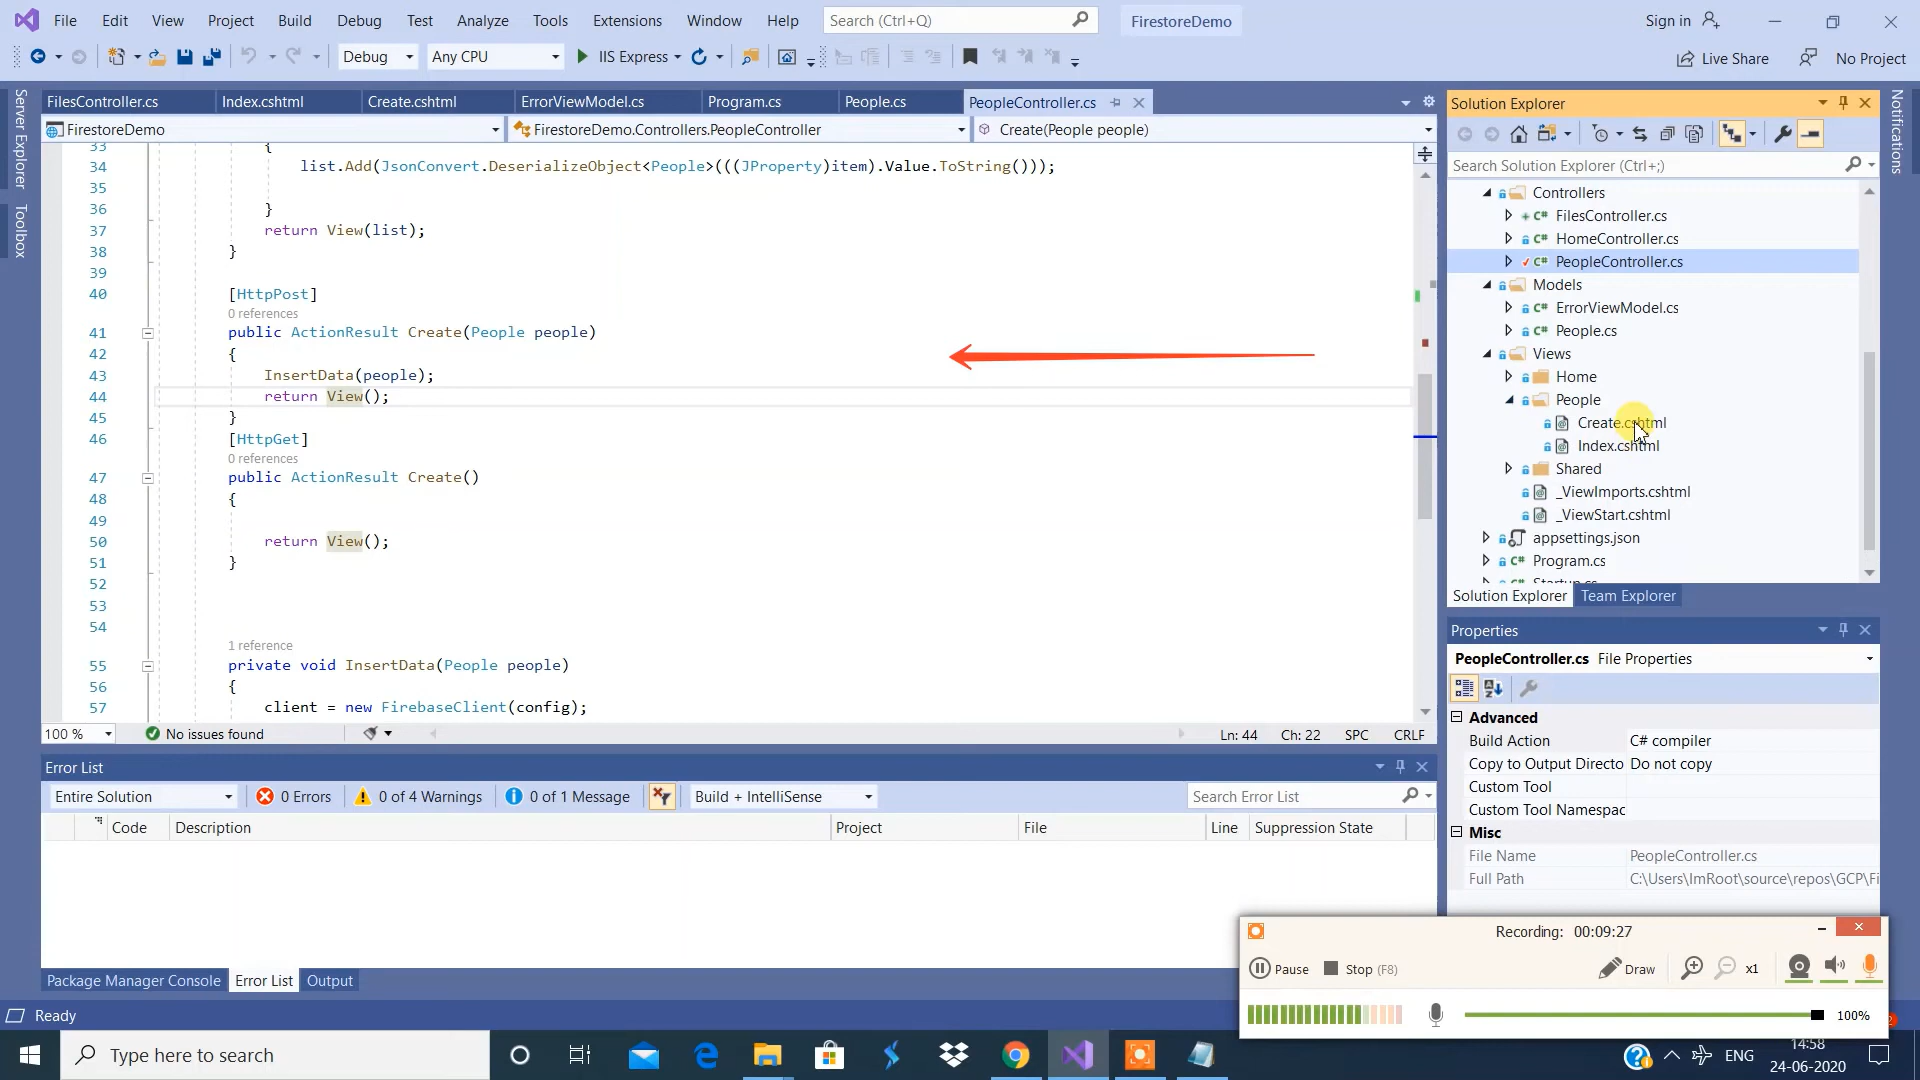 File Edit View Project Build Debug Test Analyze Tools Extensions Window Help Search (Ctrl+Q) FirestoreDemo Sign in
Debug Any CPU IIS Express Live Share No Project
Server Explorer
Toolbox
Notifications
FilesController.cs Index.cshtml Create.cshtml ErrorViewModel.cs Program.cs People.cs PeopleController.cs
FirestoreDemo FirestoreDemo.Controllers.PeopleController Create(People people)
33 {
34 list.Add(JsonConvert.DeserializeObject<People>(((JProperty)item).Value.ToString()));
35
36 }
37 return View(list);
38 }
39
40 [HttpPost]
0 references
41 public ActionResult Create(People people)
42 {
43 InsertData(people);
44 return View();
45 }
46 [HttpGet]
0 references
47 public ActionResult Create()
48 {
49
50 return View();
51 }
52
53
54
1 reference
55 private void InsertData(People people)
56 {
57 client = new FirebaseClient(config);
100 % No issues found Ln: 44 Ch: 22 SPC CRLF
Error List
Entire Solution 0 Errors 0 of 4 Warnings 0 of 1 Message Build + IntelliSense Search Error List
Code Description Project File Line Suppression State
Package Manager Console Error List Output
Solution Explorer
Search Solution Explorer (Ctrl+;)
Controllers
C# FilesController.cs
C# HomeController.cs
C# PeopleController.cs
Models
C# ErrorViewModel.cs
C# People.cs
Views
Home
People
Create.cshtml
Index.cshtml
Shared
_ViewImports.cshtml
_ViewStart.cshtml
appsettings.json
C# Program.cs
C# Startup.cs
Solution Explorer Team Explorer
Properties
PeopleController.cs File Properties
Advanced
Build Action C# compiler
Copy to Output Directo Do not copy
Custom Tool
Custom Tool Namespac
Misc
File Name PeopleController.cs
Full Path C:\Users\ImRoot\source\repos\GCP\Fi
Recording: 00:09:27
Pause Stop (F8) Draw x1
100%
Ready
Type here to search ENG 14:58
24-06-2020